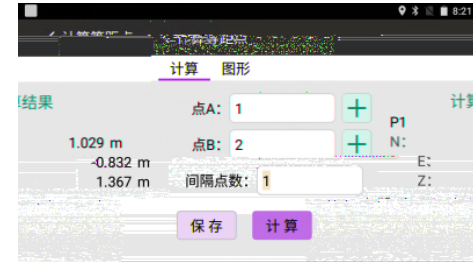 8:21
计算 图形
结果
点A: 1
计算
P1
1.029 m
点B: 2
N:
-0.832 m
E:
1.367 m
间隔点数: 1
Z:
保存 计算